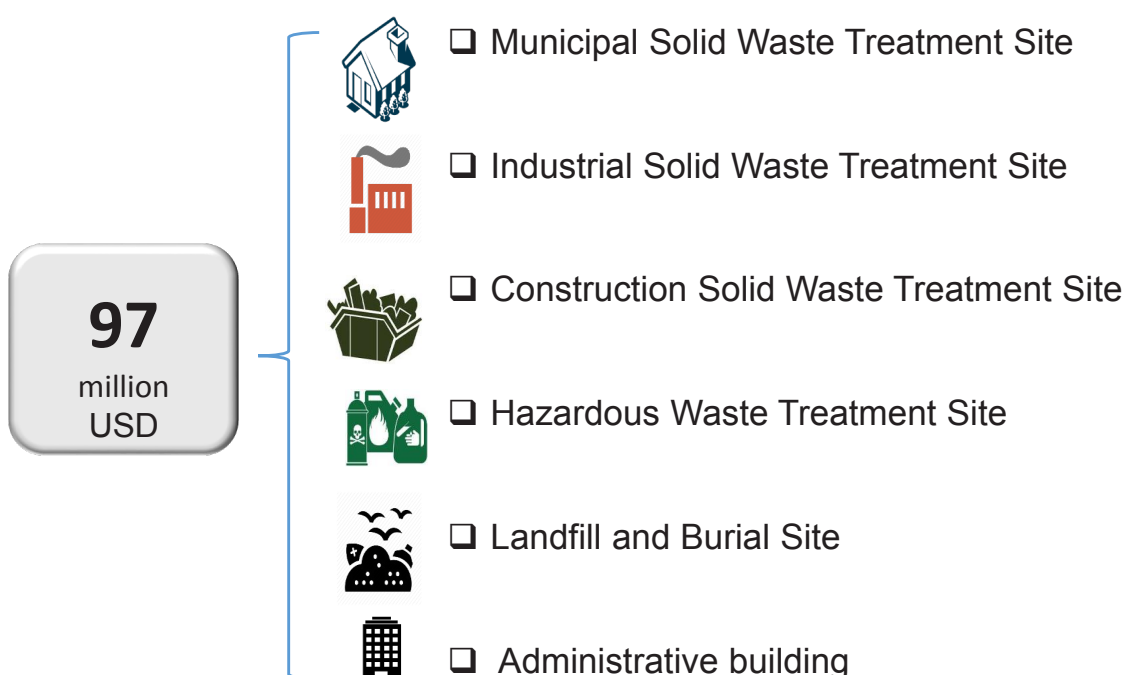 ❑ Municipal Solid Waste Treatment Site
❑ Industrial Solid Waste Treatment Site
❑ Construction Solid Waste Treatment Site
97
million
USD
❑ Hazardous Waste Treatment Site
❑ Landfill and Burial Site
❑ Administrative building